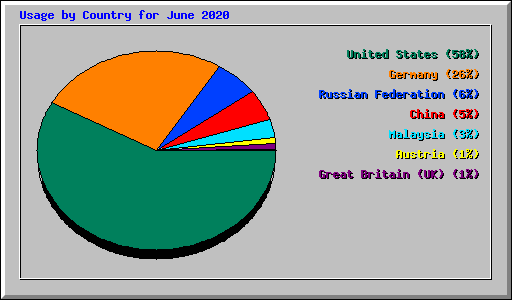 Usage by Country for June 2020
United States (58%)
Germany (26%)
Russian Federation (6%)
China (5%)
Malaysia (3%)
Austria (1%)
Great Britain (UK) (1%)